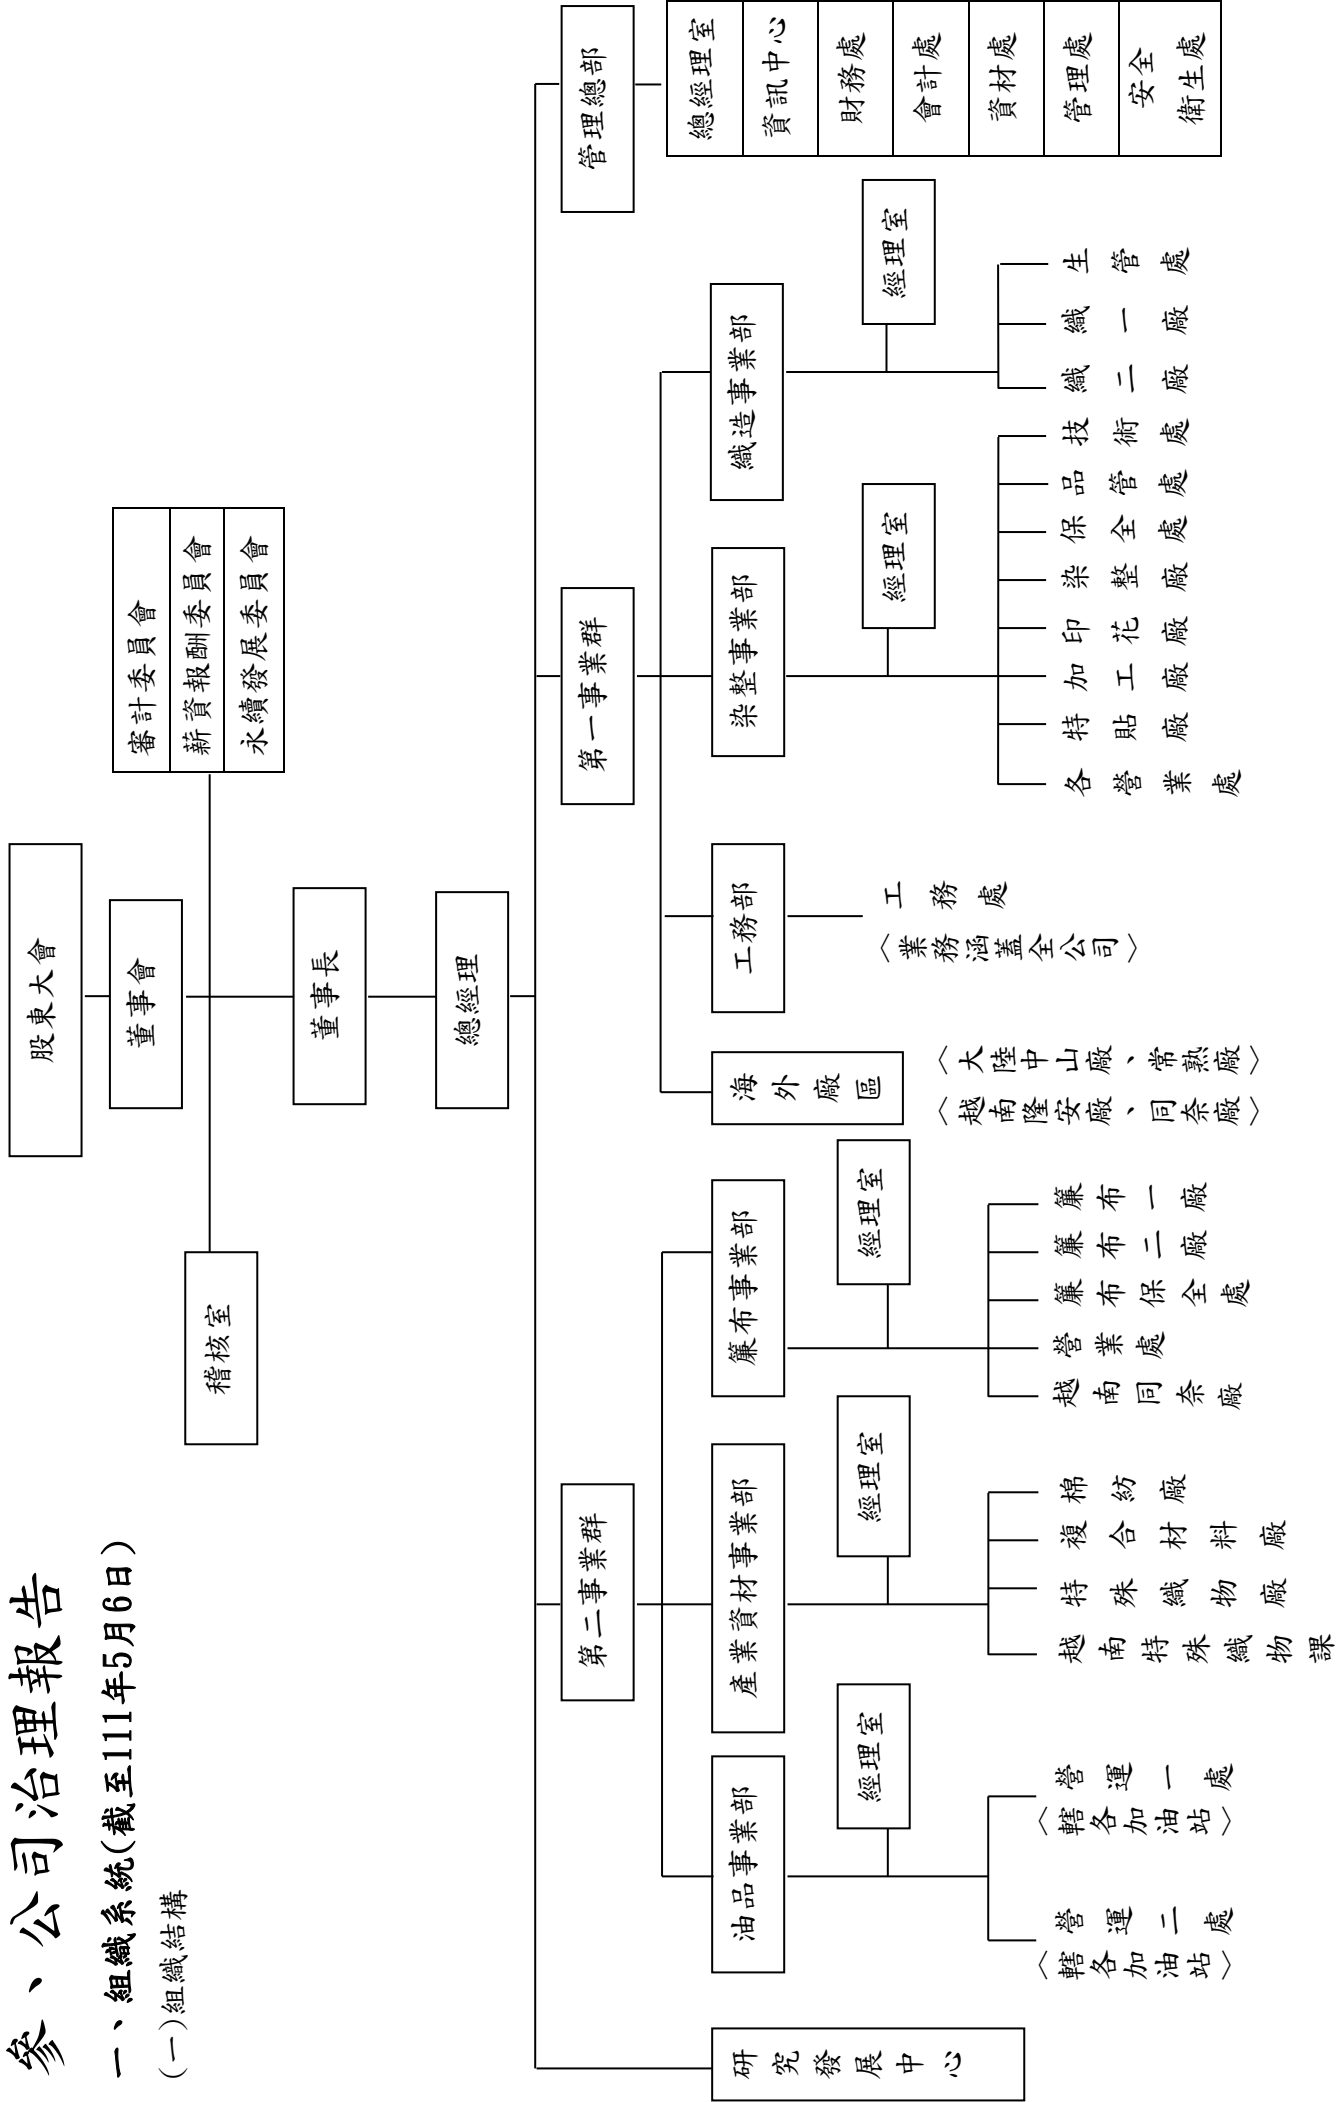 參、公司治理報告
一、組織系統(截至111年5月6日)
(一)組織結構
股東大會
董事會
審計委員會
薪資報酬委員會
永續發展委員會
稽核室
董事長
總經理
研究發展中心
第二事業群
第一事業群
管理總部
油品事業部
產業資材事業部
簾布事業部
海外廠區
工務部
染整事業部
織造事業部
總經理室
資訊中心
財務處
會計處
資材處
管理處
安全
衛生處
經理室
經理室
經理室
經理室
經理室
營運二處
〈轄各加油站〉
營運一處
〈轄各加油站〉
越南特殊織物課
特殊織物廠
複合材料廠
棉紡廠
越南同奈廠
營業處
簾布保全處
簾布二廠
簾布一廠
〈大陸中山廠、常熟廠〉
〈越南隆安廠、同奈廠〉
工務處
〈業務涵蓋全公司〉
各營業處
特貼廠
加工廠
印花廠
染整廠
保全處
品管處
技術處
織二廠
織一廠
生管處